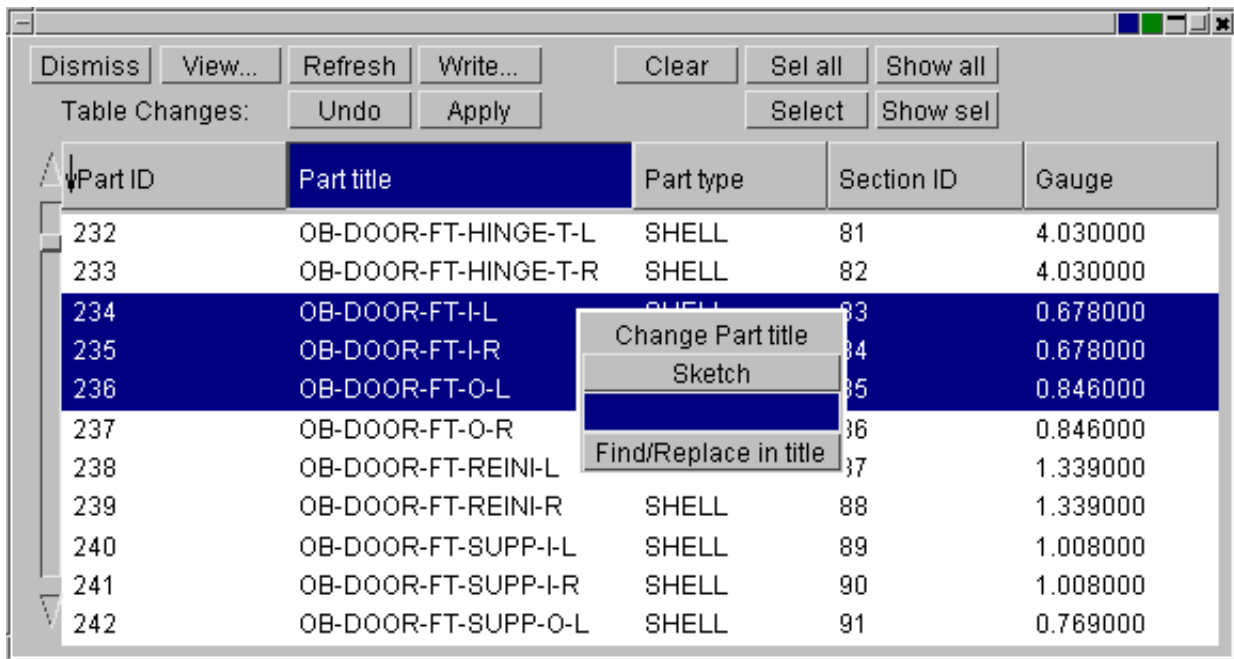 Dismiss View... Refresh Write... Clear Sel all Show all
Table Changes: Undo Apply Select Show sel
Part ID Part title Part type Section ID Gauge
232 OB-DOOR-FT-HINGE-T-L SHELL 81 4.030000
233 OB-DOOR-FT-HINGE-T-R SHELL 82 4.030000
234 OB-DOOR-FT-I-L SHELL 83 0.678000
Change Part title
235 OB-DOOR-FT-I-R 84 0.678000
Sketch
236 OB-DOOR-FT-O-L 85 0.846000
237 OB-DOOR-FT-O-R 86 0.846000
Find/Replace in title
238 OB-DOOR-FT-REINI-L 87 1.339000
239 OB-DOOR-FT-REINI-R SHELL 88 1.339000
240 OB-DOOR-FT-SUPP-I-L SHELL 89 1.008000
241 OB-DOOR-FT-SUPP-I-R SHELL 90 1.008000
242 OB-DOOR-FT-SUPP-O-L SHELL 91 0.769000